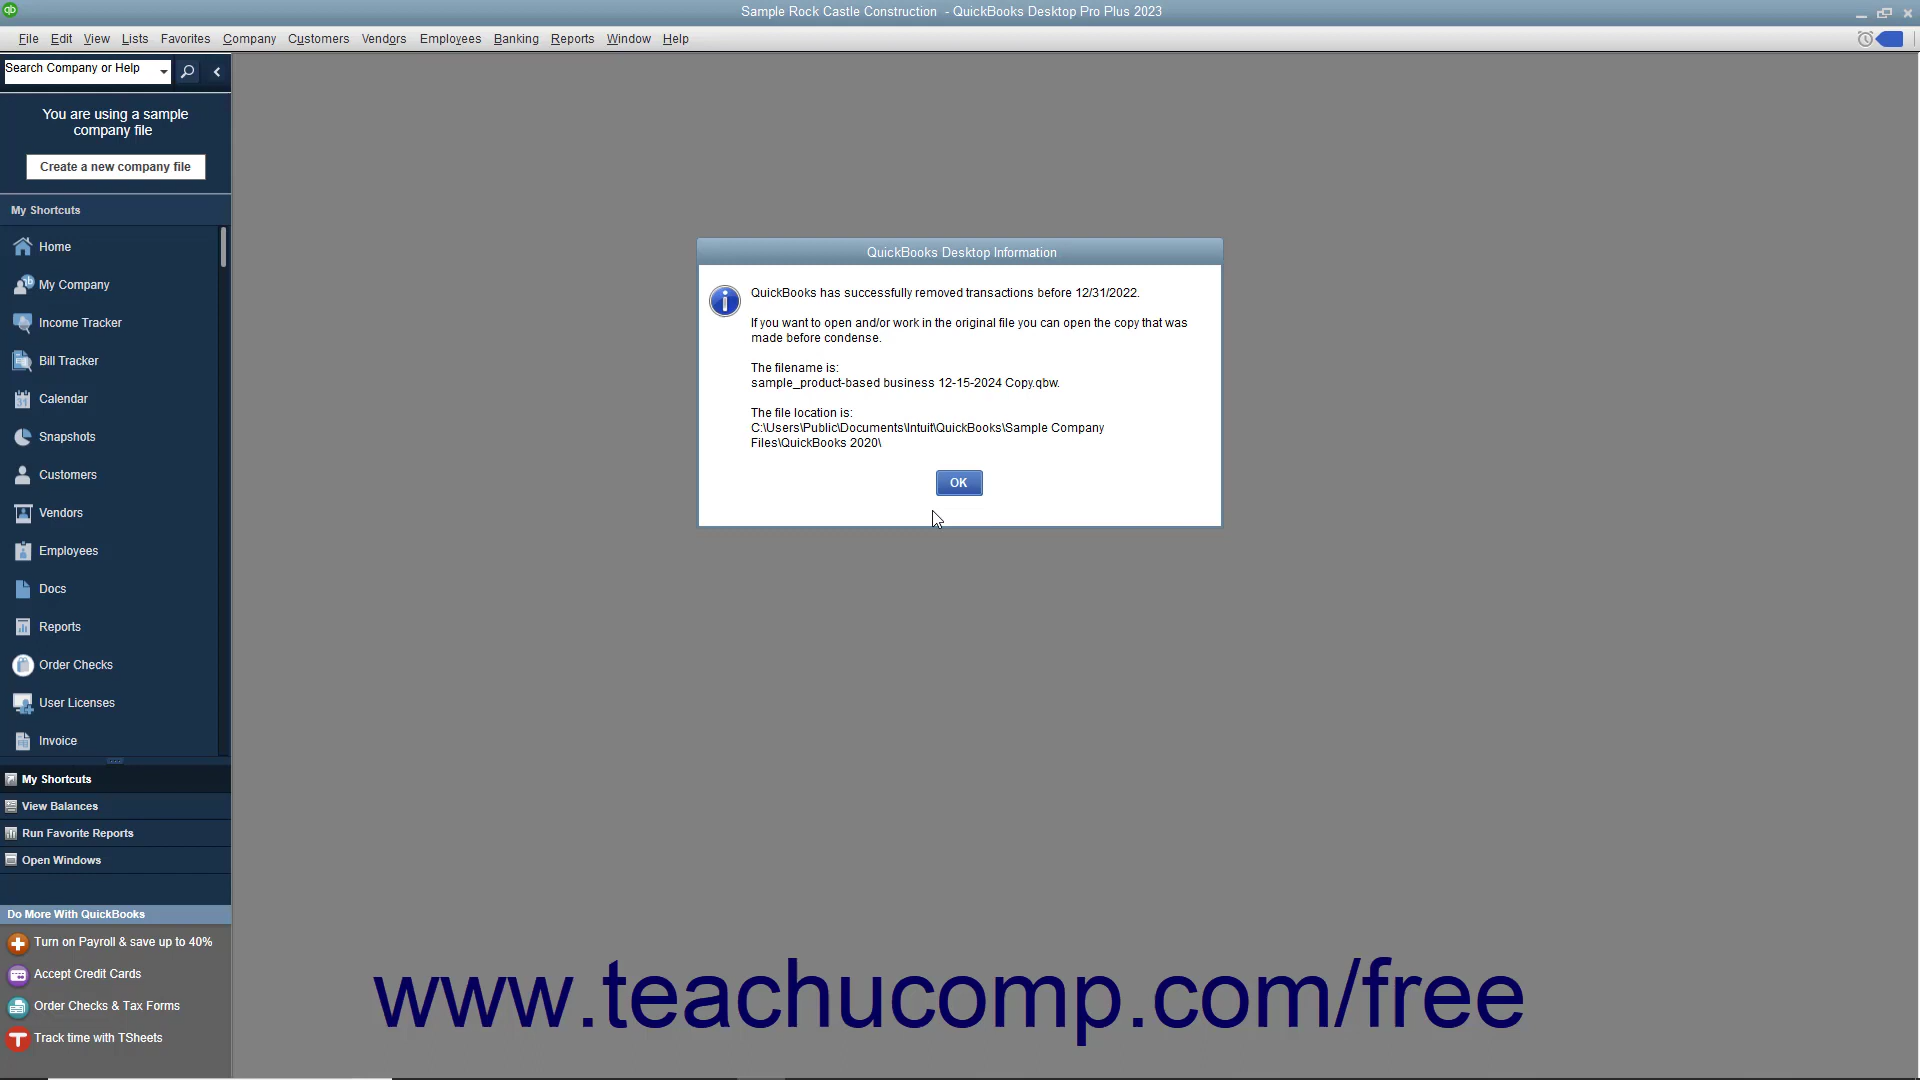 Sample Rock Castle Construction - QuickBooks Desktop Pro Plus 2023
File Edit View Lists Favorites Company Customers Vendors Employees Banking Reports Window Help
Search Company or Help
You are using a sample
company file
Create a new company file
My Shortcuts
Home
My Company
Income Tracker
Bill Tracker
Calendar
Snapshots
Customers
Vendors
Employees
Docs
Reports
Order Checks
User Licenses
Invoice
My Shortcuts
View Balances
Run Favorite Reports
Open Windows
Do More With QuickBooks
Turn on Payroll & save up to 40%
Accept Credit Cards
Order Checks & Tax Forms
Track time with TSheets
QuickBooks Desktop Information
QuickBooks has successfully removed transactions before 12/31/2022.
If you want to open and/or work in the original file you can open the copy that was
made before condense.
The filename is:
sample_product-based business 12-15-2024 Copy.qbw.
The file location is:
C:\Users\Public\Documents\Intuit\QuickBooks\Sample Company
Files\QuickBooks 2020\
OK
www.teachucomp.com/free